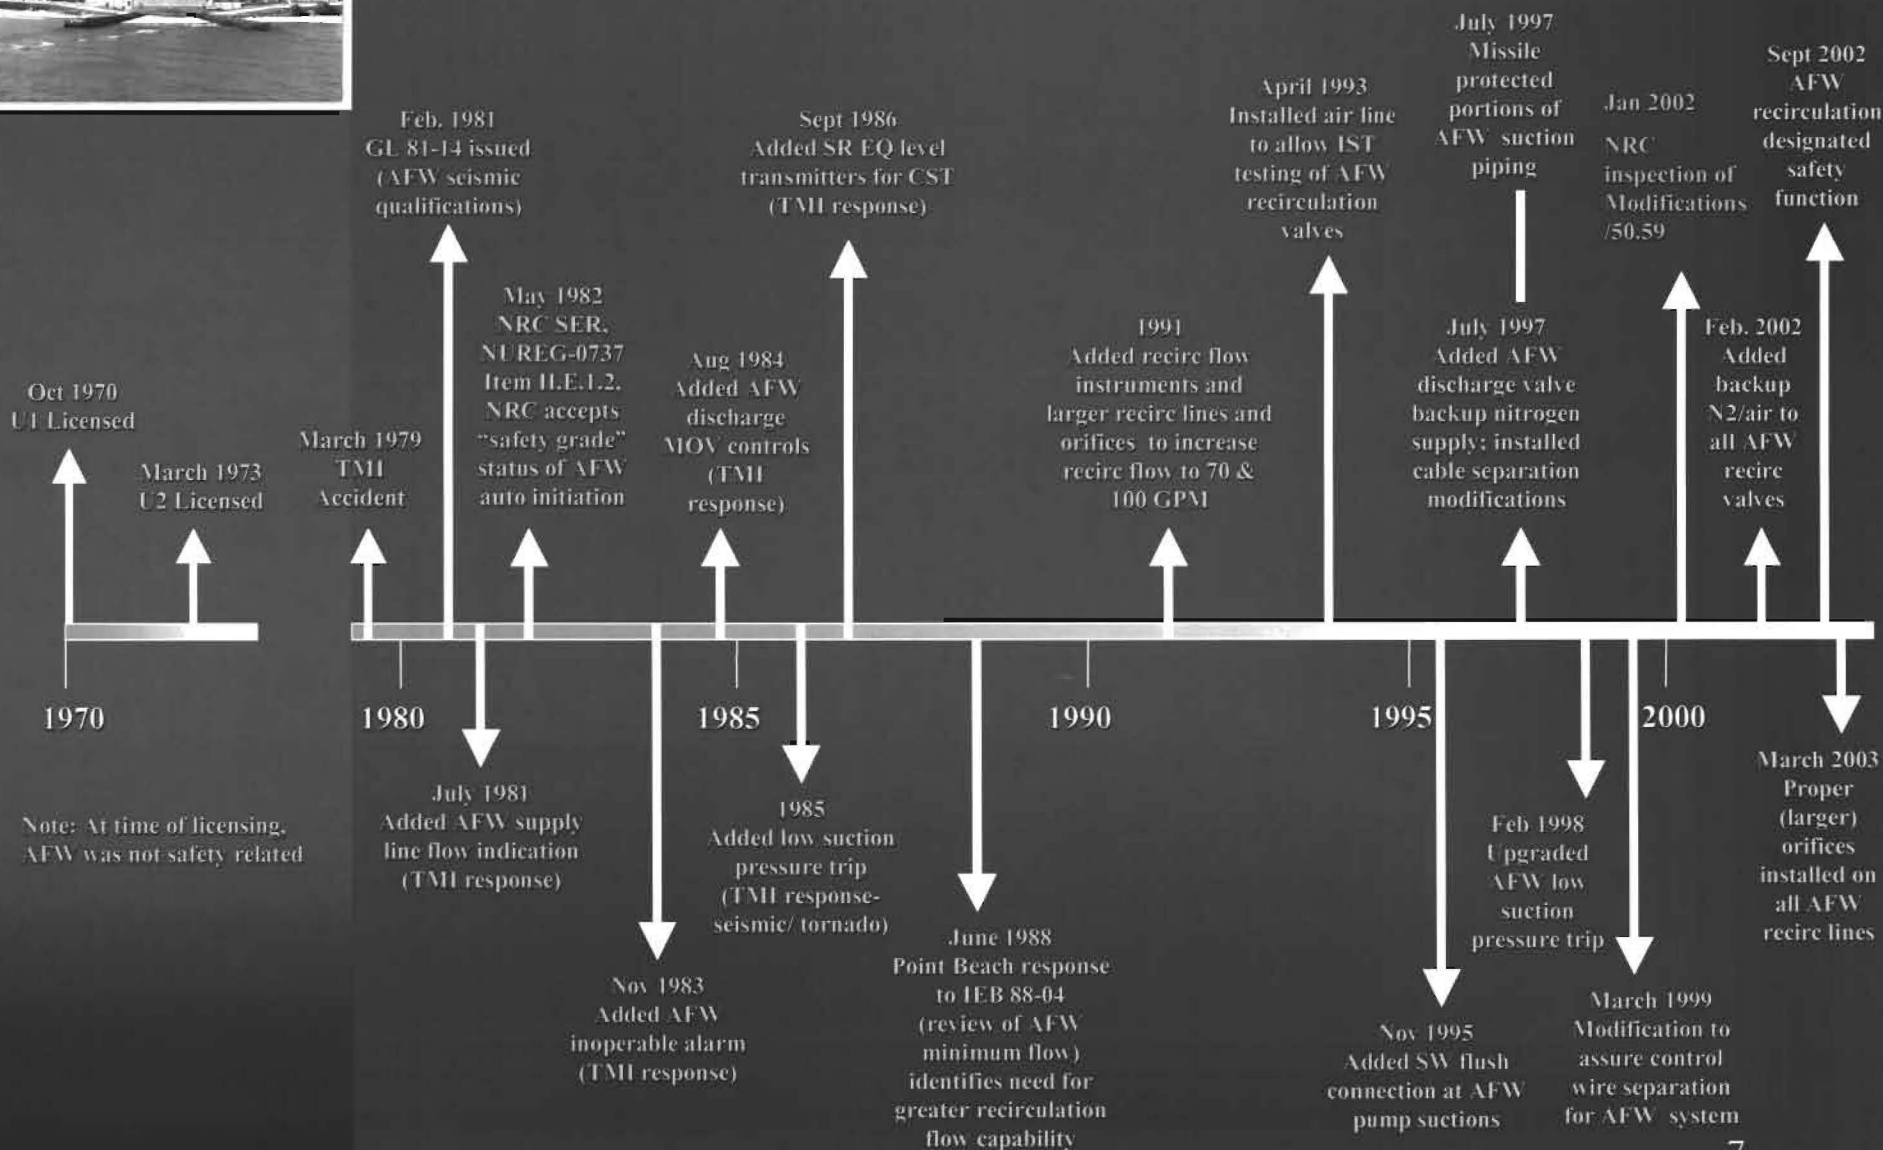 Oct 1970
U1 Licensed
March 1973
U2 Licensed
March 1979
TMI
Accident
Feb. 1981
GL 81-14 issued
(AFW seismic
qualifications)
May 1982
NRC SER,
NUREG-0737
Item II.E.1.2.
NRC accepts
“safety grade”
status of AFW
auto initiation
Aug 1984
Added AFW
discharge
MOV controls
(TMI
response)
Sept 1986
Added SR EQ level
transmitters for CST
(TMI response)
1991
Added recirc flow
instruments and
larger recirc lines and
orifices to increase
recirc flow to 70 &
100 GPM
April 1993
Installed air line
to allow IST
testing of AFW
recirculation
valves
July 1997
Missile
protected
portions of
AFW suction
piping
July 1997
Added AFW
discharge valve
backup nitrogen
supply; installed
cable separation
modifications
Jan 2002
NRC
inspection of
Modifications
/50.59
Feb. 2002
Added
backup
N2/air to
all AFW
recirc
valves
Sept 2002
AFW
recirculation
designated
safety
function
1970
1980
1985
1990
1995
2000
Note: At time of licensing,
AFW was not safety related
July 1981
Added AFW supply
line flow indication
(TMI response)
Nov 1983
Added AFW
inoperable alarm
(TMI response)
1985
Added low suction
pressure trip
(TMI response-
seismic/ tornado)
June 1988
Point Beach response
to IEB 88-04
(review of AFW
minimum flow)
identifies need for
greater recirculation
flow capability
Nov 1995
Added SW flush
connection at AFW
pump suctions
Feb 1998
Upgraded
AFW low
suction
pressure trip
March 1999
Modification to
assure control
wire separation
for AFW system
March 2003
Proper
(larger)
orifices
installed on
all AFW
recirc lines
7